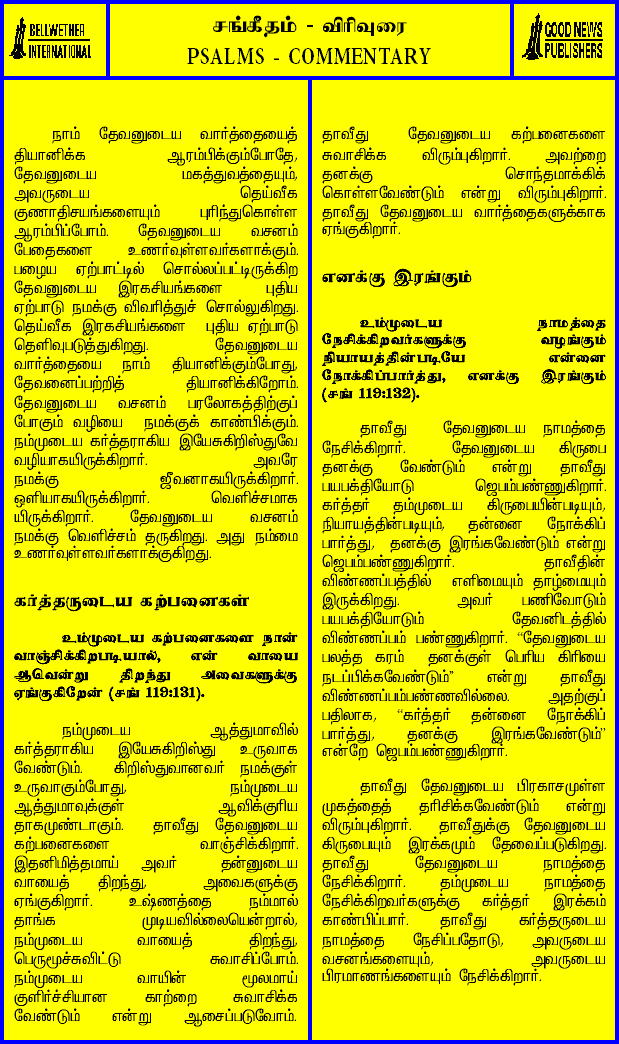 BELLWETHER
INTERNATIONAL
சங்கீதம் - விரிவுரை
PSALMS - COMMENTARY
GOOD NEWS
PUBLISHERS
நாம் தேவனுடைய வார்த்தையைத்
தியானிக்க ஆரம்பிக்கும்போதே,
தேவனுடைய மகத்துவத்தையும்,
அவருடைய தெய்வீக
குணாதிசயங்களையும் புரிந்துகொள்ள
ஆரம்பிப்போம். தேவனுடைய வசனம்
பேதைகளை உணர்வுள்ளவர்களாக்கும்.
பழைய ஏற்பாட்டில் சொல்லப்பட்டிருக்கிற
தேவனுடைய இரகசியங்களை புதிய
ஏற்பாடு நமக்கு விவரித்துச் சொல்லுகிறது.
தெய்வீக இரகசியங்களை புதிய ஏற்பாடு
தெளிவுபடுத்துகிறது. தேவனுடைய
வார்த்தையை நாம் தியானிக்கும்போது,
தேவனைப்பற்றித் தியானிக்கிறோம்.
தேவனுடைய வசனம் பரலோகத்திற்குப்
போகும் வழியை நமக்குக் காண்பிக்கும்.
நம்முடைய கர்த்தராகிய இயேசுகிறிஸ்துவே
வழியாகயிருக்கிறார். அவரே
நமக்கு ஜீவனாகயிருக்கிறார்.
ஒளியாகயிருக்கிறார். வெளிச்சமாக
யிருக்கிறார். தேவனுடைய வசனம்
நமக்கு வெளிச்சம் தருகிறது. அது நம்மை
உணர்வுள்ளவர்களாக்குகிறது.
கர்த்தருடைய கற்பனைகள்
உம்முடைய கற்பனைகளை நான்
வாஞ்சிக்கிறபடியால், என் வாயை
ஆவென்று திறந்து அவைகளுக்கு
ஏங்குகிறேன் (சங் 119:131).
நம்முடைய ஆத்துமாவில்
கர்த்தராகிய இயேசுகிறிஸ்து உருவாக
வேண்டும். கிறிஸ்துவானவர் நமக்குள்
உருவாகும்போது, நம்முடைய
ஆத்துமாவுக்குள் ஆவிக்குரிய
தாகமுண்டாகும். தாவீது தேவனுடைய
கற்பனைகளை வாஞ்சிக்கிறார்.
இதனிமித்தமாய் அவர் தன்னுடைய
வாயைத் திறந்து, அவைகளுக்கு
ஏங்குகிறார். உஷ்ணத்தை நம்மால்
தாங்க முடியவில்லையென்றால்,
நம்முடைய வாயைத் திறந்து,
பெருமூச்சுவிட்டு சுவாசிப்போம்.
நம்முடைய வாயின் மூலமாய்
குளிர்ச்சியான காற்றை சுவாசிக்க
வேண்டும் என்று ஆசைப்படுவோம்.
தாவீது தேவனுடைய கற்பனைகளை
சுவாசிக்க விரும்புகிறார். அவற்றை
தனக்கு சொந்தமாக்கிக்
கொள்ளவேண்டும் என்று விரும்புகிறார்.
தாவீது தேவனுடைய வார்த்தைகளுக்காக
ஏங்குகிறார்.
எனக்கு இரங்கும்
உம்முடைய நாமத்தை
நேசிக்கிறவர்களுக்கு வழங்கும்
நியாயத்தின்படியே என்னை
நோக்கிப்பார்த்து, எனக்கு இரங்கும்
(சங் 119:132).
தாவீது தேவனுடைய நாமத்தை
நேசிக்கிறார். தேவனுடைய கிருபை
தனக்கு வேண்டும் என்று தாவீது
பயபக்தியோடு ஜெபம்பண்ணுகிறார்.
கர்த்தர் தம்முடைய கிருபையின்படியும்,
நியாயத்தின்படியும், தன்னை நோக்கிப்
பார்த்து, தனக்கு இரங்கவேண்டும் என்று
ஜெபம்பண்ணுகிறார். தாவீதின்
விண்ணப்பத்தில் எளிமையும் தாழ்மையும்
இருக்கிறது. அவர் பணிவோடும்
பயபக்தியோடும் தேவனிடத்தில்
விண்ணப்பம் பண்ணுகிறார். “தேவனுடைய
பலத்த கரம் தனக்குள் பெரிய கிரியை
நடப்பிக்கவேண்டும்” என்று தாவீது
விண்ணப்பம்பண்ணவில்லை. அதற்குப்
பதிலாக, “கர்த்தர் தன்னை நோக்கிப்
பார்த்து, தனக்கு இரங்கவேண்டும்”
என்றே ஜெபம்பண்ணுகிறார்.
தாவீது தேவனுடைய பிரகாசமுள்ள
முகத்தைத் தரிசிக்கவேண்டும் என்று
விரும்புகிறார். தாவீதுக்கு தேவனுடைய
கிருபையும் இரக்கமும் தேவைப்படுகிறது.
தாவீது தேவனுடைய நாமத்தை
நேசிக்கிறார். தம்முடைய நாமத்தை
நேசிக்கிறவர்களுக்கு கர்த்தர் இரக்கம்
காண்பிப்பார். தாவீது கர்த்தருடைய
நாமத்தை நேசிப்பதோடு, அவருடைய
வசனங்களையும், அவருடைய
பிரமாணங்களையும் நேசிக்கிறார்.